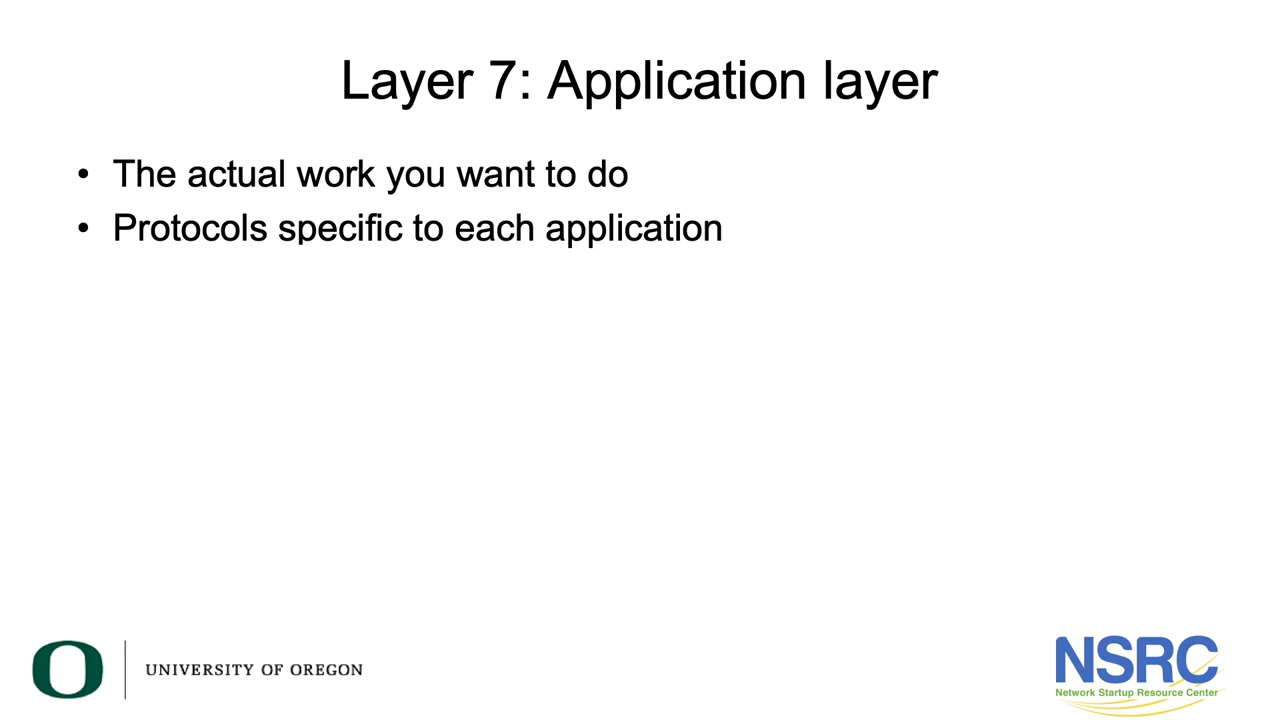 Layer 7: Application layer
• The actual work you want to do
• Protocols specific to each application
O
UNIVERSITY OF OREGON
NSRC
Network Startup Resource Center